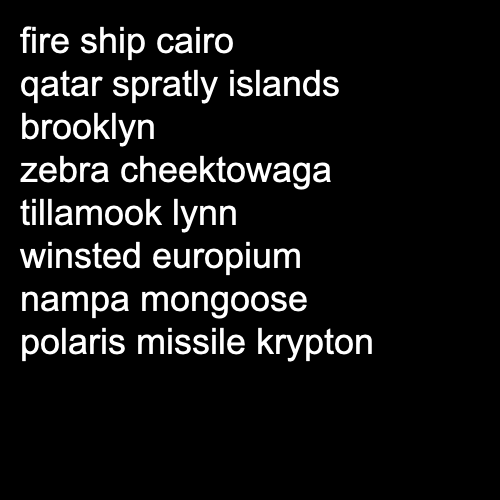 fire ship cairo
qatar spratly islands
brooklyn
zebra cheektowaga
tillamook lynn
winsted europium
nampa mongoose
polaris missile krypton